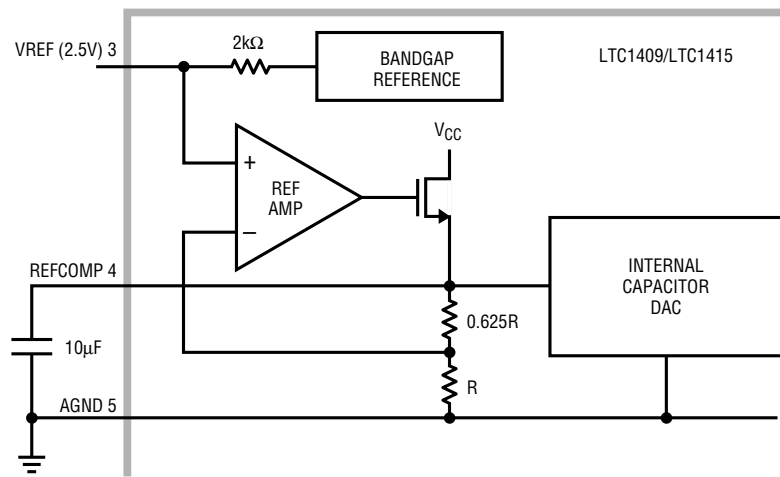 VREF (2.5V) 3
2kΩ
BANDGAP
REFERENCE
LTC1409/LTC1415
VCC
+
REF
AMP
−
REFCOMP 4
INTERNAL
CAPACITOR
DAC
0.625R
10µF
R
AGND 5